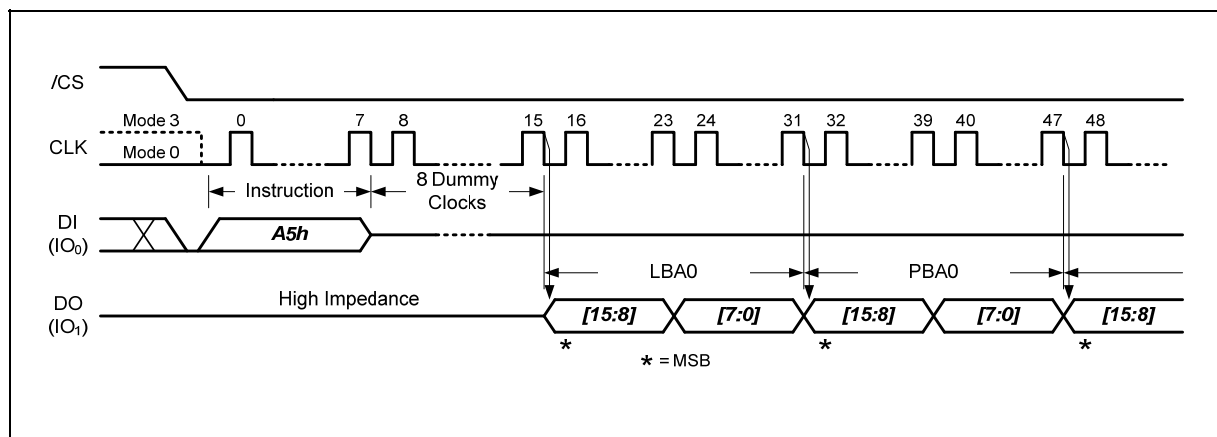 /CS
Mode 3
0 7 8 15 16 23 24 31 32 39 40 47 48
CLK
Mode 0
Instruction
8 Dummy
Clocks
DI
(IO₀)
A5h
LBA0
PBA0
DO
(IO₁)
High Impedance
[15:8] [7:0] [15:8] [7:0] [15:8]
* * *
* = MSB